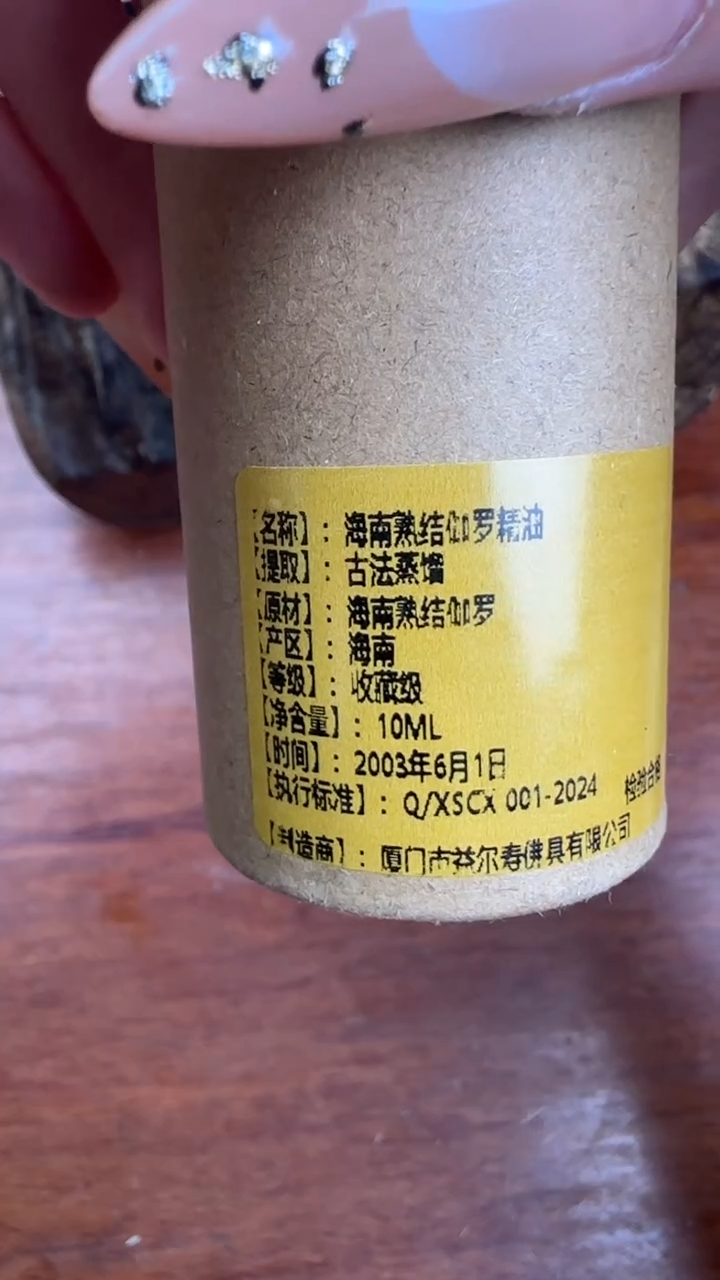 【名称】：海南熟结伽罗精油
【提取】：古法蒸馏
【原材】：海南熟结伽罗
【产区】：海南
【等级】：收藏级
【净含量】：10ML
【时间】：2003年6月1日
【执行标准】：Q/XSCX 001-2024 检验合格
【制造商】：厦门市益尔寿佛具有限公司